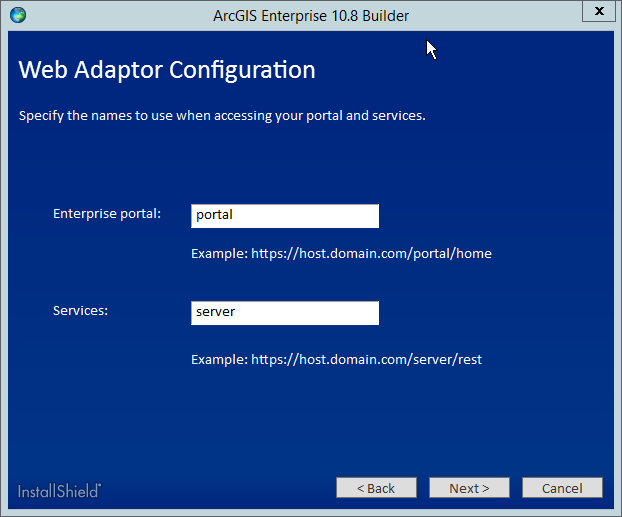 ArcGIS Enterprise 10.8 Builder
x
Web Adaptor Configuration
Specify the names to use when accessing your portal and services.
Enterprise portal:
portal
Example: https://host.domain.com/portal/home
Services:
server
Example: https://host.domain.com/server/rest
InstallShield
< Back
Next >
Cancel